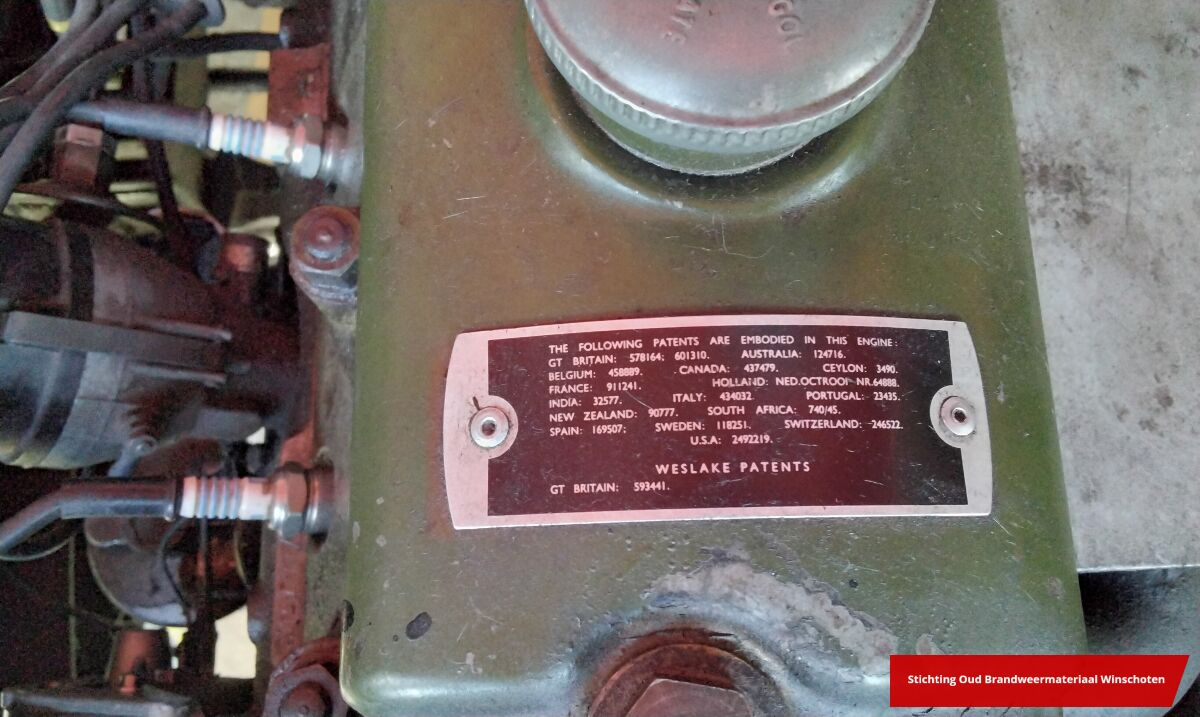 THE FOLLOWING PATENTS ARE EMBODIED IN THIS ENGINE:
GT BRITAIN: 578164; 601310. AUSTRALIA: 124716.
BELGIUM: 458889. CANADA: 437479. CEYLON: 3490.
FRANCE: 911241. HOLLAND: NED.OCTROOI NR.64888.
INDIA: 32577. ITALY: 434032. PORTUGAL: 23435.
NEW ZEALAND: 90777. SOUTH AFRICA: 740/45.
SPAIN: 169507; SWEDEN: 118251. SWITZERLAND: 246522.
U.S.A: 2492219.
WESLAKE PATENTS
GT BRITAIN: 593441.
Stichting Oud Brandweermateriaal Winschoten